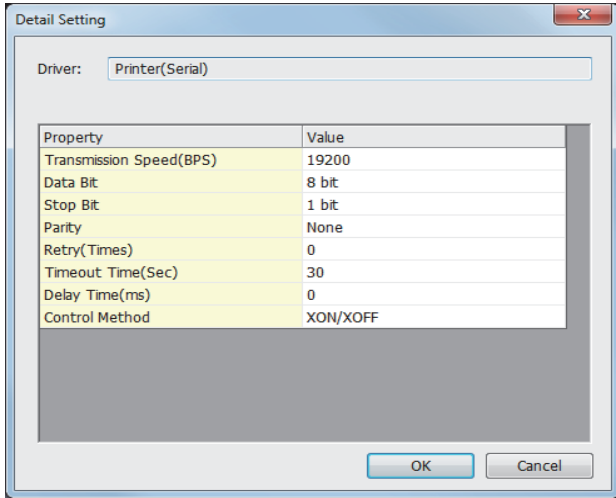 Detail Setting
Driver: Printer(Serial)
Property Value
Transmission Speed(BPS) 19200
Data Bit 8 bit
Stop Bit 1 bit
Parity None
Retry(Times) 0
Timeout Time(Sec) 30
Delay Time(ms) 0
Control Method XON/XOFF
OK Cancel